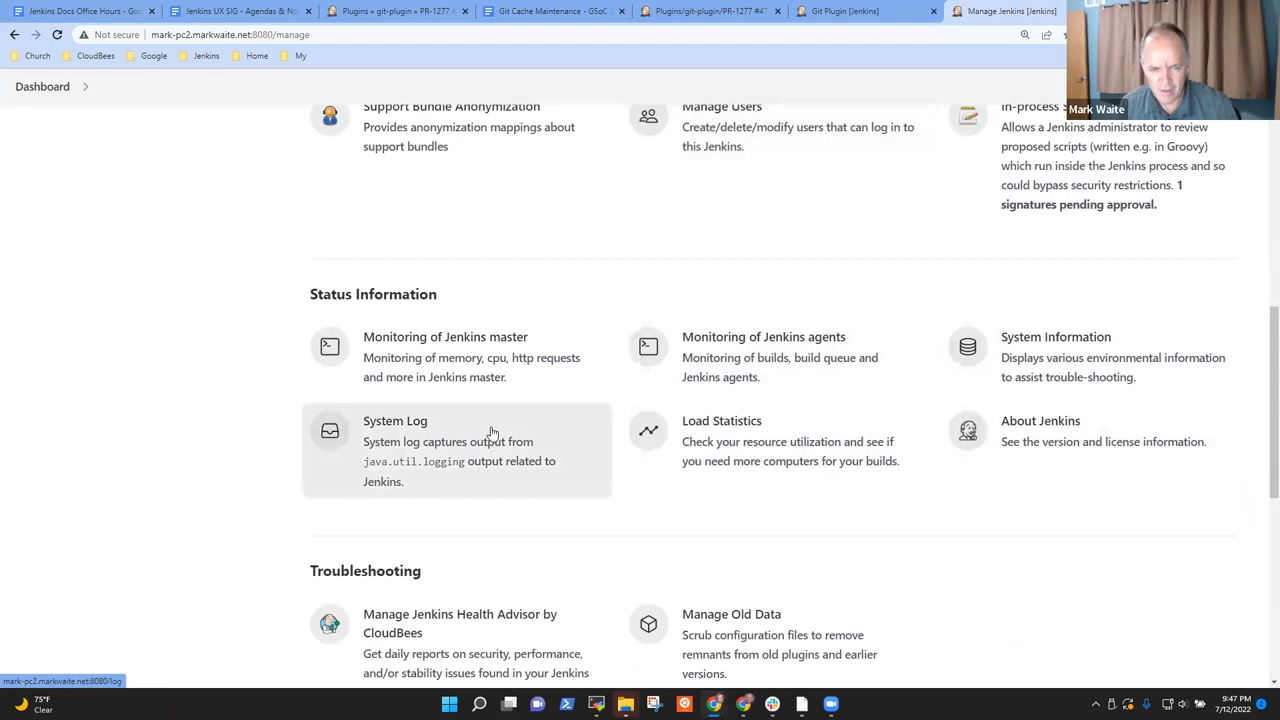 Jenkins Docs Office Hours - Goo
Jenkins UX SIG - Agendas & No
Plugins » git-plugin » PR-1277 #
Git Cache Maintenance - GSoC
Plugins/git-plugin/PR-1277 #4
Git Plugin [Jenkins]
Manage Jenkins [Jenkins]
Not secure | mark-pc2.markwaite.net:8080/manage
Church
CloudBees
Google
Jenkins
Home
My
Mark Waite
Dashboard
Support Bundle Anonymization
Provides anonymization mappings about
support bundles
Manage Users
Create/delete/modify users that can log in to
this Jenkins.
In-process S
Allows a Jenkins administrator to review
proposed scripts (written e.g. in Groovy)
which run inside the Jenkins process and so
could bypass security restrictions. 1
signatures pending approval.
Status Information
Monitoring of Jenkins master
Monitoring of memory, cpu, http requests
and more in Jenkins master.
Monitoring of Jenkins agents
Monitoring of builds, build queue and
Jenkins agents.
System Information
Displays various environmental information
to assist trouble-shooting.
System Log
System log captures output from
java.util.logging output related to
Jenkins.
Load Statistics
Check your resource utilization and see if
you need more computers for your builds.
About Jenkins
See the version and license information.
Troubleshooting
Manage Jenkins Health Advisor by
CloudBees
Get daily reports on security, performance,
and/or stability issues found in your Jenkins
Manage Old Data
Scrub configuration files to remove
remnants from old plugins and earlier
versions.
mark-pc2.markwaite.net:8080/log
75°F
Clear
9:47 PM
7/12/2022
2